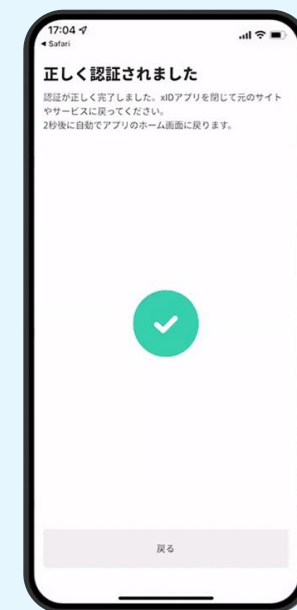 17:04
◀ Safari
正しく認証されました
認証が正しく完了しました。xIDアプリを閉じて元のサイト
やサービスに戻ってください。
2秒後に自動でアプリのホーム画面に戻ります。
戻る